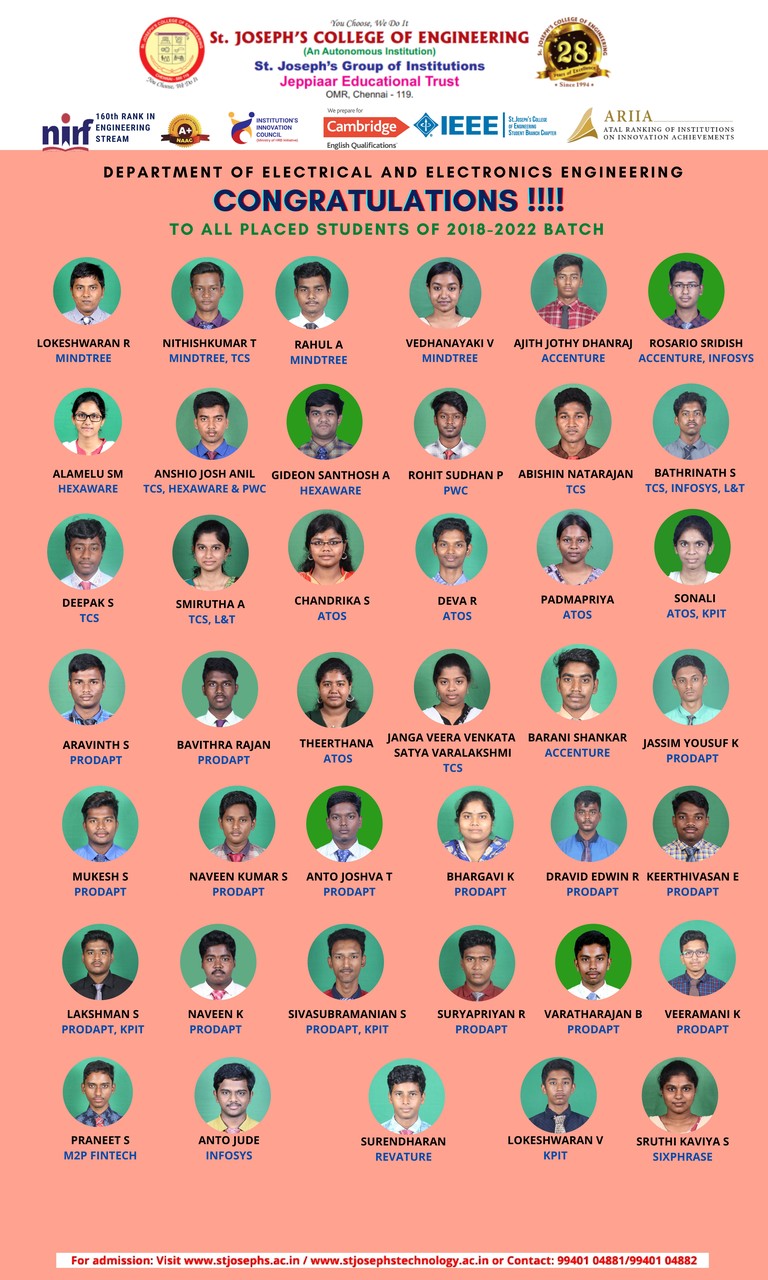 You Choose, We Do It
St. JOSEPH'S COLLEGE OF ENGINEERING
(An Autonomous Institution)
St. Joseph's Group of Institutions
Jeppiaar Educational Trust
OMR, Chennai - 119.
28
Years of Excellence
• Since 1994 •
nirf
160th RANK IN
ENGINEERING
STREAM
A+
NAAC
INSTITUTION'S
INNOVATION
COUNCIL
(Ministry of HRD Initiative)
We prepare for
Cambridge
English Qualifications
IEEE
St. Joseph's College
of Engineering
Student Branch Chapter
ARIIA
ATAL RANKING OF INSTITUTIONS
ON INNOVATION ACHIEVEMENTS
DEPARTMENT OF ELECTRICAL AND ELECTRONICS ENGINEERING
CONGRATULATIONS !!!!
TO ALL PLACED STUDENTS OF 2018-2022 BATCH
LOKESHWARAN R
MINDTREE
NITHISHKUMAR T
MINDTREE, TCS
RAHUL A
MINDTREE
VEDHANAYAKI V
MINDTREE
AJITH JOTHY DHANRAJ
ACCENTURE
ROSARIO SRIDISH
ACCENTURE, INFOSYS
ALAMELU SM
HEXAWARE
ANSHIO JOSH ANIL
TCS, HEXAWARE & PWC
GIDEON SANTHOSH A
HEXAWARE
ROHIT SUDHAN P
PWC
ABISHIN NATARAJAN
TCS
BATHRINATH S
TCS, INFOSYS, L&T
DEEPAK S
TCS
SMIRUTHA A
TCS, L&T
CHANDRIKA S
ATOS
DEVA R
ATOS
PADMAPRIYA
ATOS
SONALI
ATOS, KPIT
ARAVINTH S
PRODAPT
BAVITHRA RAJAN
PRODAPT
THEERTHANA
ATOS
JANGA VEERA VENKATA
SATYA VARALAKSHMI
TCS
BARANI SHANKAR
ACCENTURE
JASSIM YOUSUF K
PRODAPT
MUKESH S
PRODAPT
NAVEEN KUMAR S
PRODAPT
ANTO JOSHVA T
PRODAPT
BHARGAVI K
PRODAPT
DRAVID EDWIN R
PRODAPT
KEERTHIVASAN E
PRODAPT
LAKSHMAN S
PRODAPT, KPIT
NAVEEN K
PRODAPT
SIVASUBRAMANIAN S
PRODAPT, KPIT
SURYAPRIYAN R
PRODAPT
VARATHARAJAN B
PRODAPT
VEERAMANI K
PRODAPT
PRANEET S
M2P FINTECH
ANTO JUDE
INFOSYS
SURENDHARAN
REVATURE
LOKESHWARAN V
KPIT
SRUTHI KAVIYA S
SIXPHRASE
For admission: Visit www.stjosephs.ac.in / www.stjosephstechnology.ac.in or Contact: 99401 04881/99401 04882